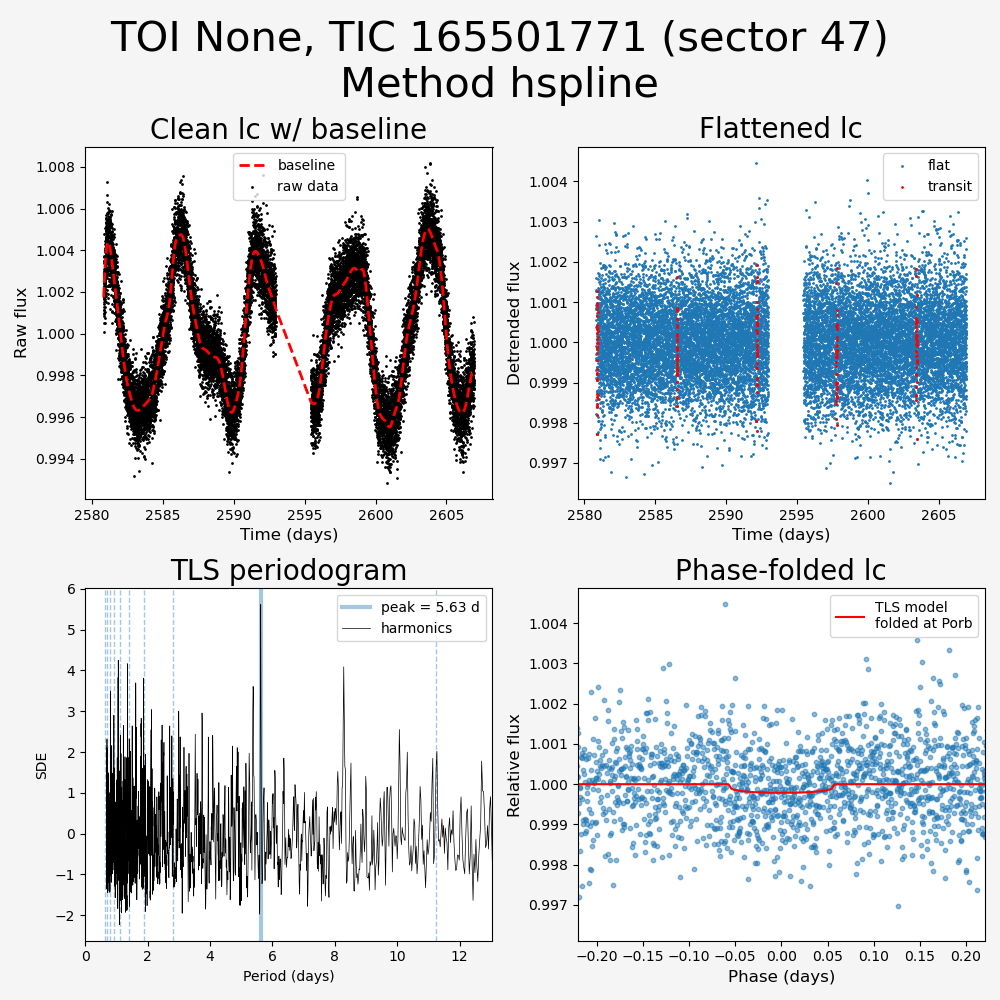 TOI None, TIC 165501771 (sector 47)
Method hspline
Clean lc w/ baseline
baseline
raw data
1.008
1.006
1.004
1.002
1.000
0.998
0.996
0.994
Raw flux
2580
2585
2590
2595
2600
2605
Time (days)
Flattened lc
flat
transit
1.004
1.003
1.002
1.001
1.000
0.999
0.998
0.997
Detrended flux
2580
2585
2590
2595
2600
2605
Time (days)
TLS periodogram
peak = 5.63 d
harmonics
6
5
4
3
2
1
0
−1
−2
SDE
0
2
4
6
8
10
12
Period (days)
Phase-folded lc
TLS model
folded at Porb
1.004
1.003
1.002
1.001
1.000
0.999
0.998
0.997
Relative flux
−0.20
−0.15
−0.10
−0.05
0.00
0.05
0.10
0.15
0.20
Phase (days)